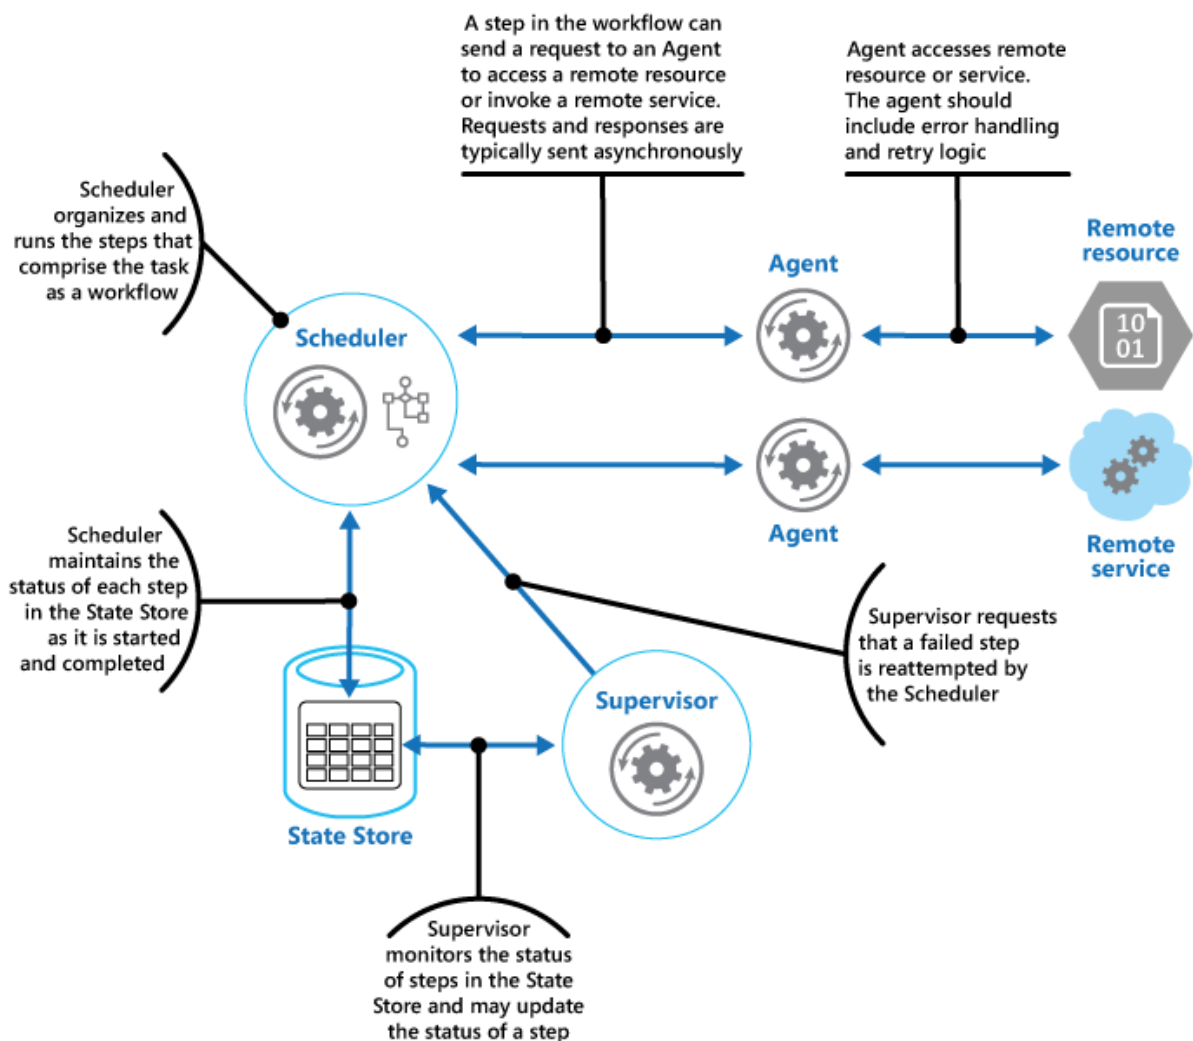 A step in the workflow can
send a request to an Agent
to access a remote resource
or invoke a remote service.
Requests and responses are
typically sent asynchronously
Agent accesses remote
resource or service.
The agent should
include error handling
and retry logic
Scheduler
organizes and
runs the steps that
comprise the task
as a workflow
Remote
resource
Agent
Scheduler
10
01
Agent
Remote
service
Scheduler
maintains the
status of each step
in the State Store
as it is started
and completed
Supervisor requests
that a failed step
is reattempted by
the Scheduler
Supervisor
State Store
Supervisor
monitors the status
of steps in the State
Store and may update
the status of a step